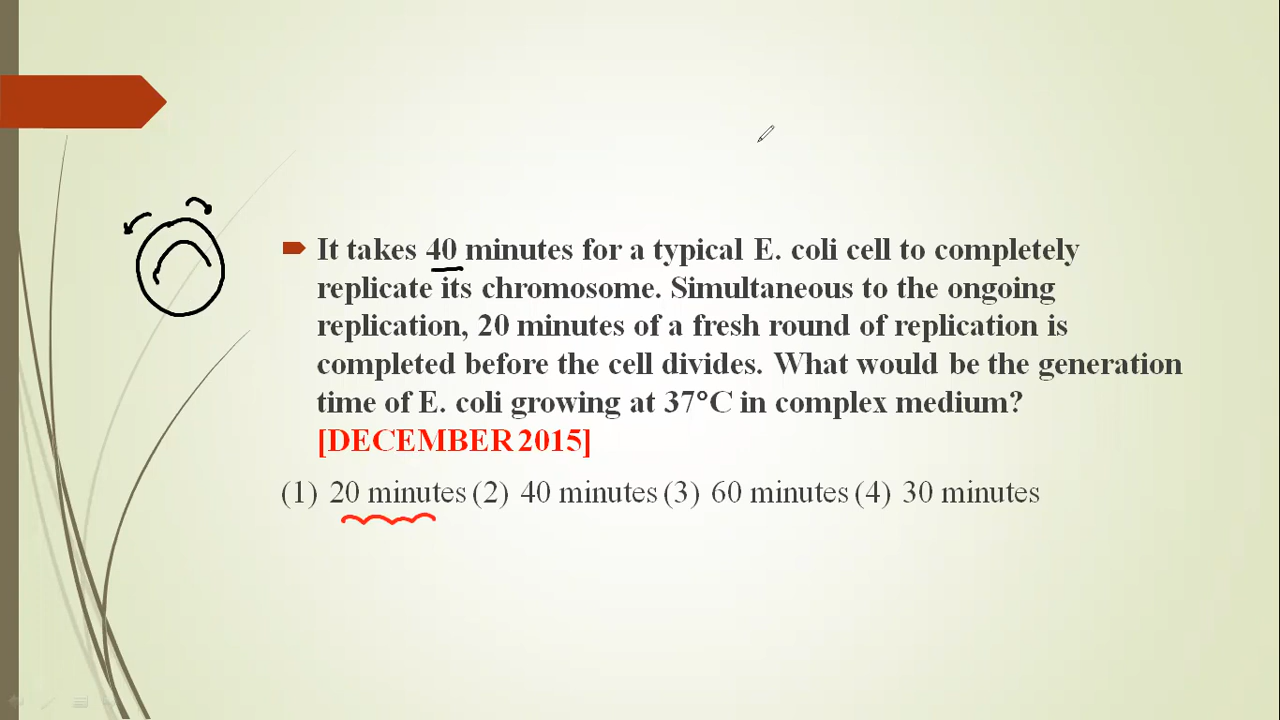 It takes 40 minutes for a typical E. coli cell to completely
replicate its chromosome. Simultaneous to the ongoing
replication, 20 minutes of a fresh round of replication is
completed before the cell divides. What would be the generation
time of E. coli growing at 37°C in complex medium?
[DECEMBER 2015]
(1) 20 minutes (2) 40 minutes (3) 60 minutes (4) 30 minutes